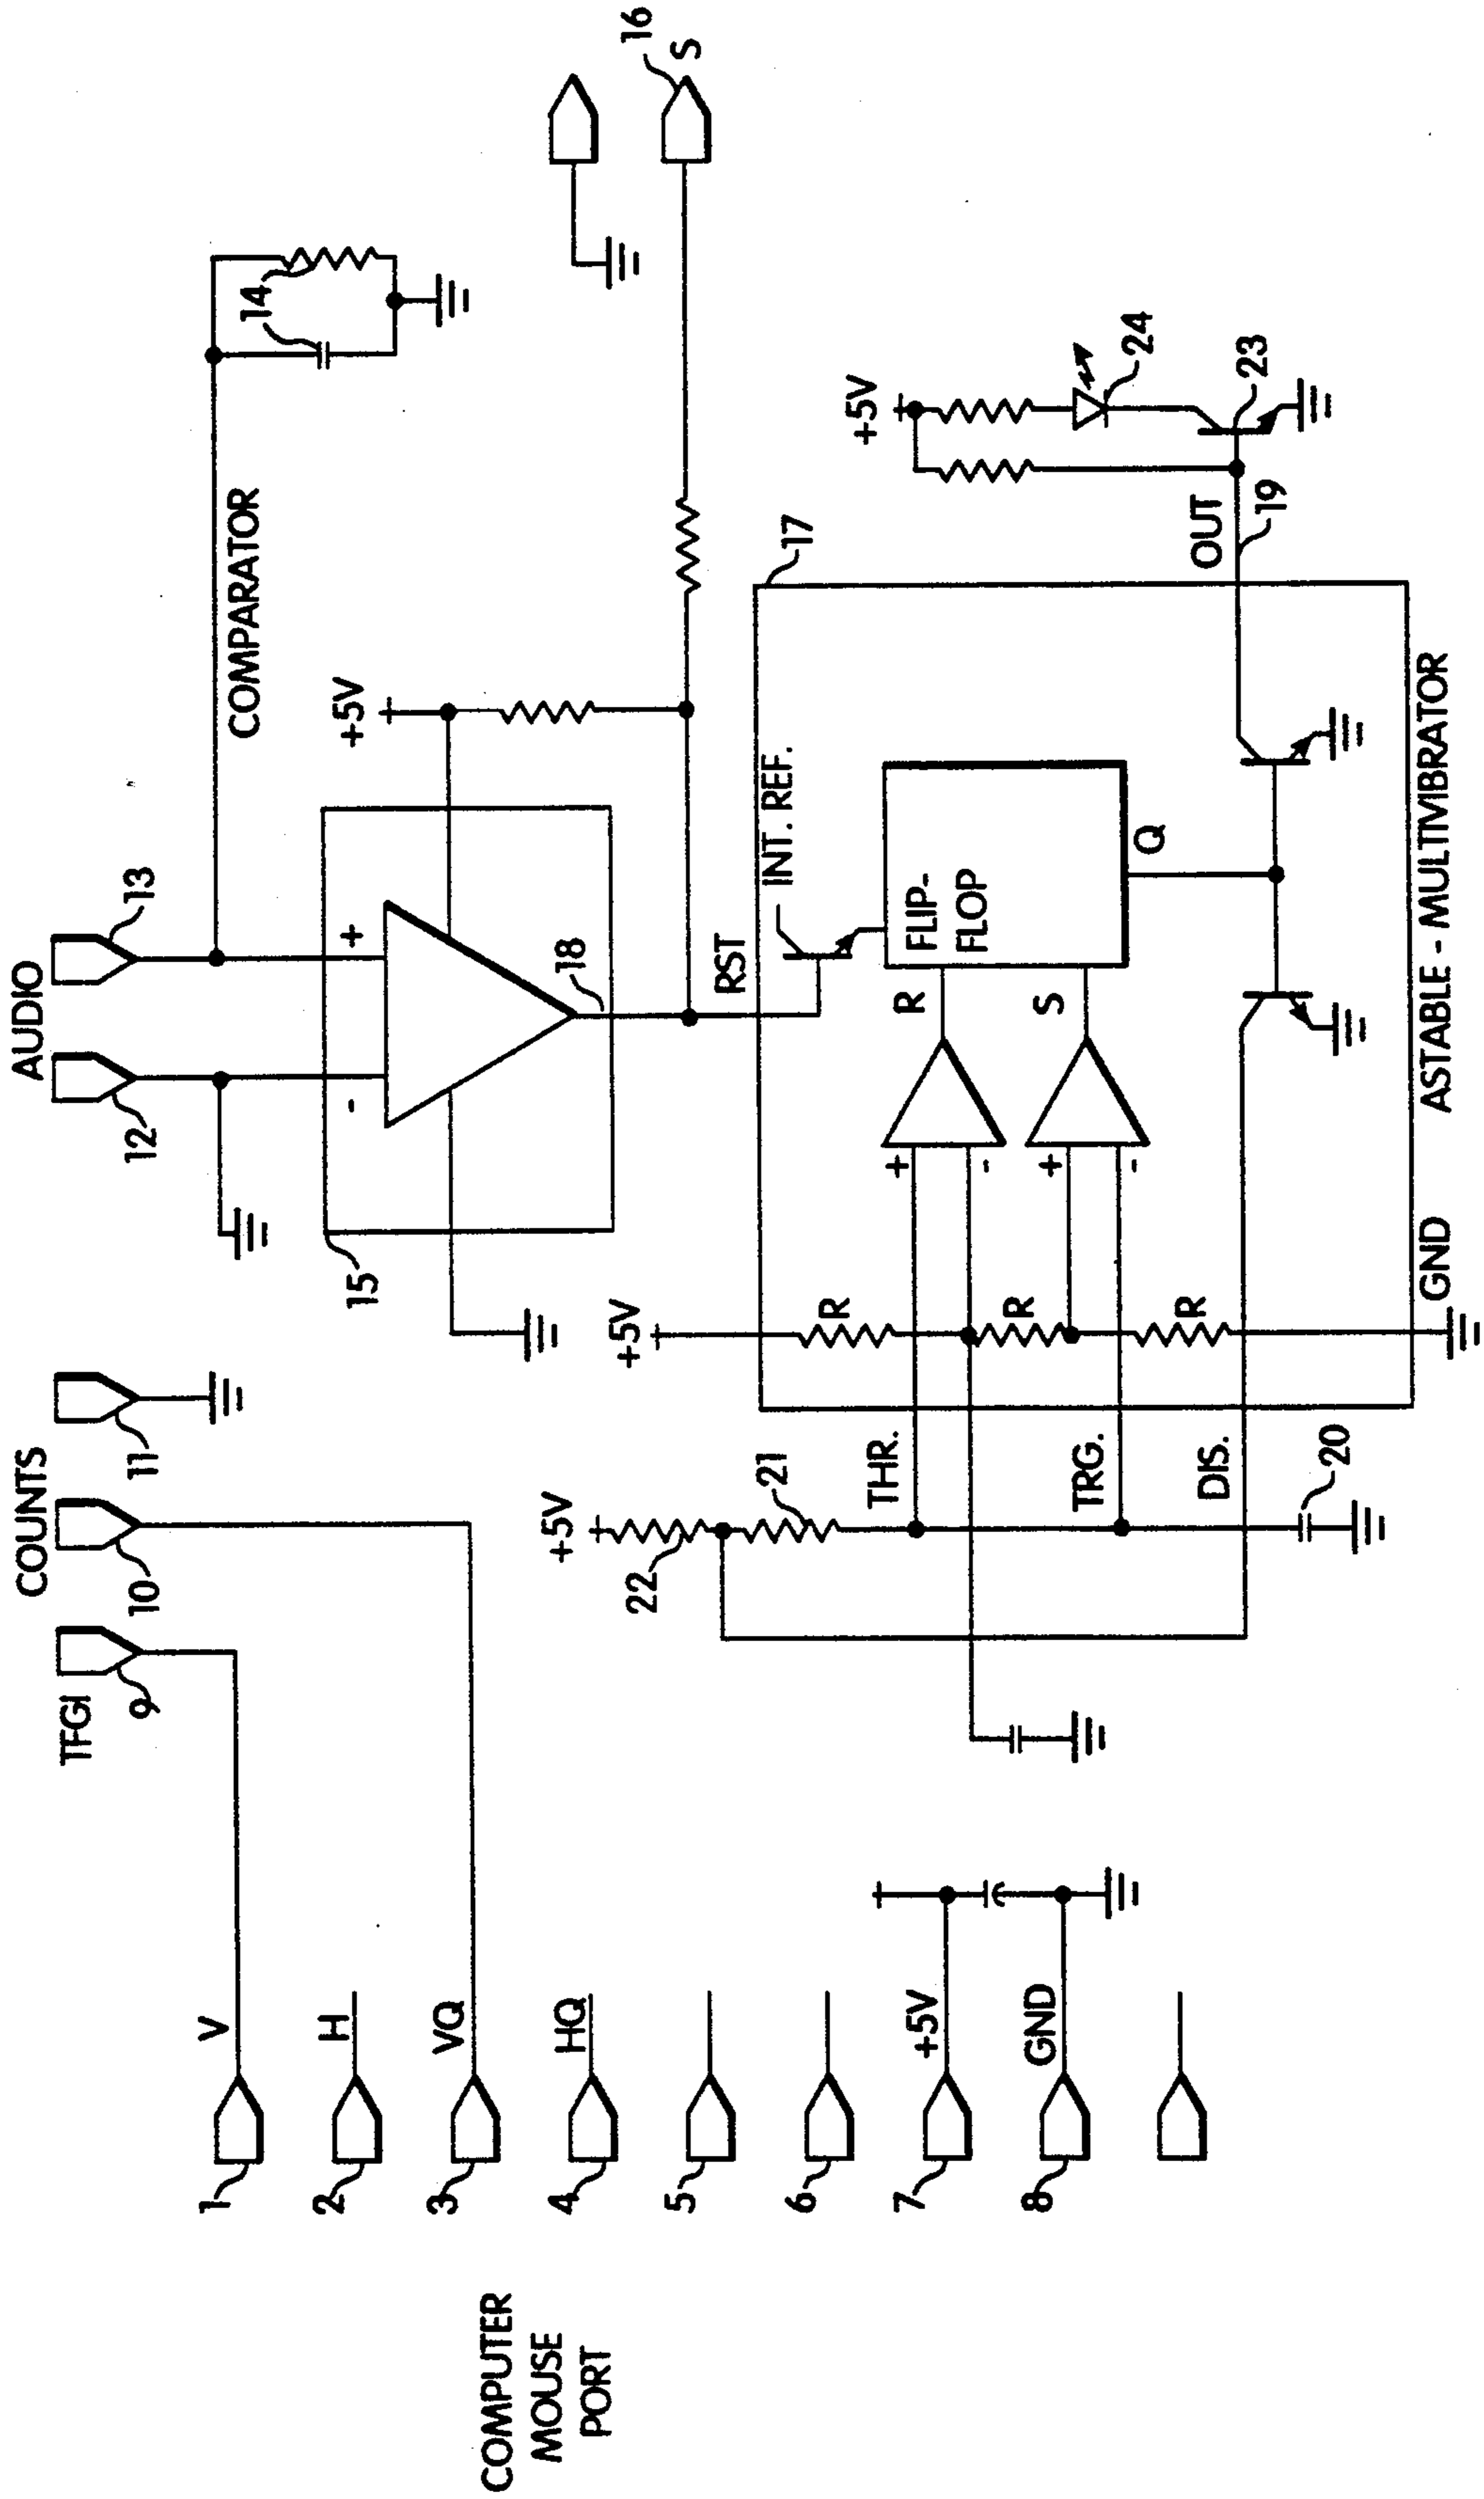 COMPUTER
MOUSE
PORT
1
V
2
H
3
VQ
4
HQ
5
6
7
+5V
8
GND
TFGI
9
COUNTS
10
11
AUDIO
12
13
-
+
15
+5V
18
COMPARATOR
14
16
S
RST
17
INT. REF.
FLIP-
FLOP
R
S
Q
+
-
+
-
+5V
R
R
R
GND
+5V
22
21
THR.
TRG.
DIS.
20
OUT
19
+5V
24
23
ASTABLE - MULTIVIBRATOR